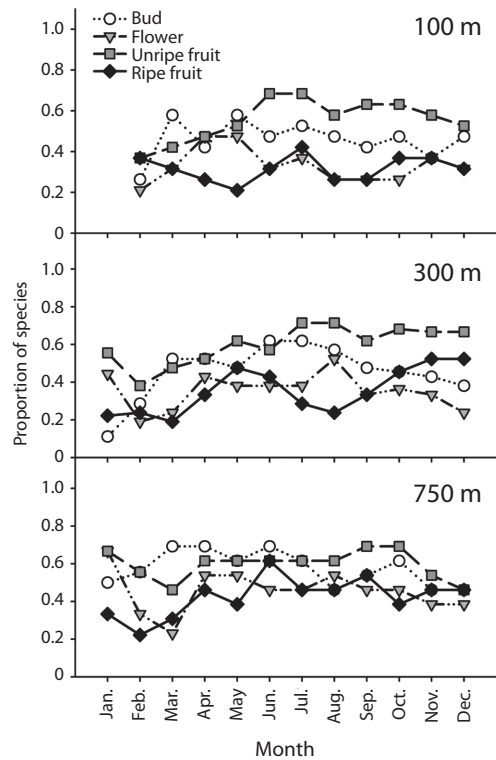 Bud
Flower
Unripe fruit
Ripe fruit
100 m
1.0
0.8
0.6
0.4
0.2
0
300 m
1.0
0.8
0.6
0.4
0.2
0
750 m
1.0
0.8
0.6
0.4
0.2
0
Proportion of species
Jan.
Feb.
Mar.
Apr.
May
Jun.
Jul.
Aug.
Sep.
Oct.
Nov.
Dec.
Month